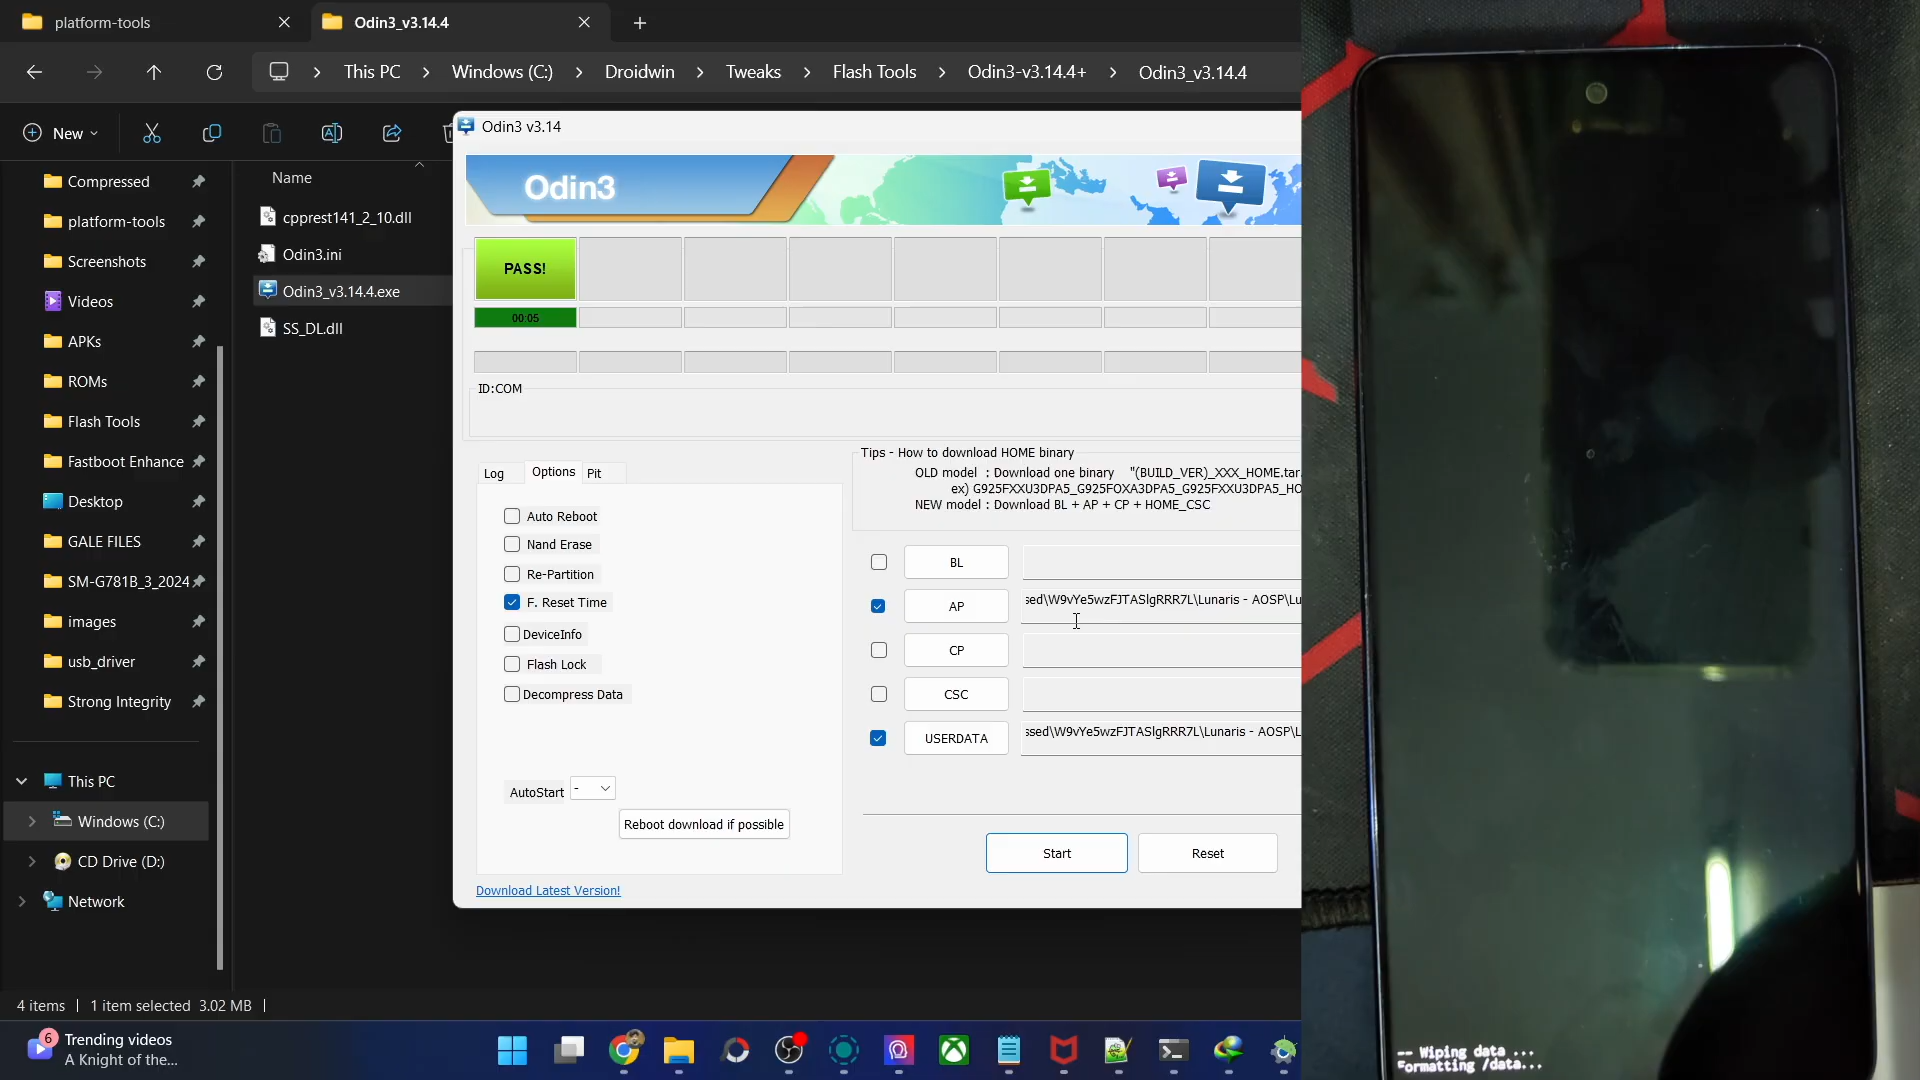 platform-tools
Odin3_v3.14.4
This PC
Windows (C:)
Droidwin
Tweaks
Flash Tools
Odin3-v3.14.4+
Odin3_v3.14.4
New
Compressed
platform-tools
Screenshots
Videos
APKs
ROMs
Flash Tools
Fastboot Enhance
Desktop
GALE FILES
SM-G781B_3_2024
images
usb_driver
Strong Integrity
This PC
Windows (C:)
CD Drive (D:)
Network
Name
cpprest141_2_10.dll
Odin3.ini
Odin3_v3.14.4.exe
SS_DL.dll
Odin3 v3.14
Odin3
PASS!
00:05
ID:COM
Log
Options
Pit
Auto Reboot
Nand Erase
Re-Partition
F. Reset Time
DeviceInfo
Flash Lock
Decompress Data
AutoStart
-
Reboot download if possible
Download Latest Version!
Tips - How to download HOME binary
OLD model : Download one binary "(BUILD_VER)_XXX_HOME.tar
ex) G925FXXU3DPA5_G925FOXA3DPA5_G925FXXU3DPA5_HO
NEW model : Download BL + AP + CP + HOME_CSC
BL
AP
sed\W9vYe5wzFJTASlgRRR7L\Lunaris - AOSP\Lu
CP
CSC
USERDATA
ssed\W9vYe5wzFJTASlgRRR7L\Lunaris - AOSP\L
Start
Reset
4 items
1 item selected 3.02 MB
6
Trending videos
A Knight of the...
-- Wiping data ...
Formatting /data...